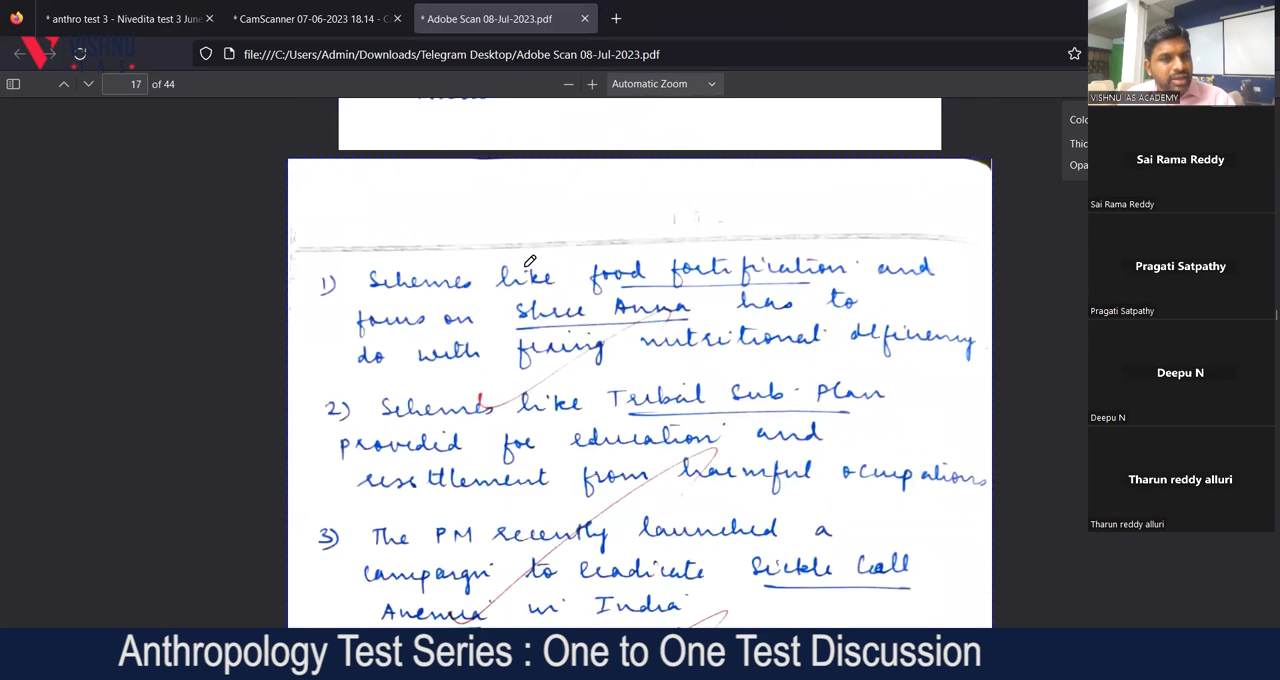 * anthro test 3 - Nivedita test 3 June
* CamScanner 07-06-2023 18.14 - C
* Adobe Scan 08-Jul-2023.pdf
VISHNU
IAS
file:///C:/Users/Admin/Downloads/Telegram Desktop/Adobe Scan 08-Jul-2023.pdf
17 of 44
Automatic Zoom
Colo
Thic
Opa
VISHNU IAS ACADEMY
Sai Rama Reddy
Sai Rama Reddy
Pragati Satpathy
Pragati Satpathy
Deepu N
Deepu N
Tharun reddy alluri
Tharun reddy alluri
1) Schemes like food fortification and
focus on Shree Anna has to
do with fixing nutritional deficiency
2) Schemes like Tribal Sub-Plan
provided for education and
resettlement from harmful occupations
3) The PM recently launched a
campaign to eradicate Sickle Cell
Anemia in India
Anthropology Test Series : One to One Test Discussion